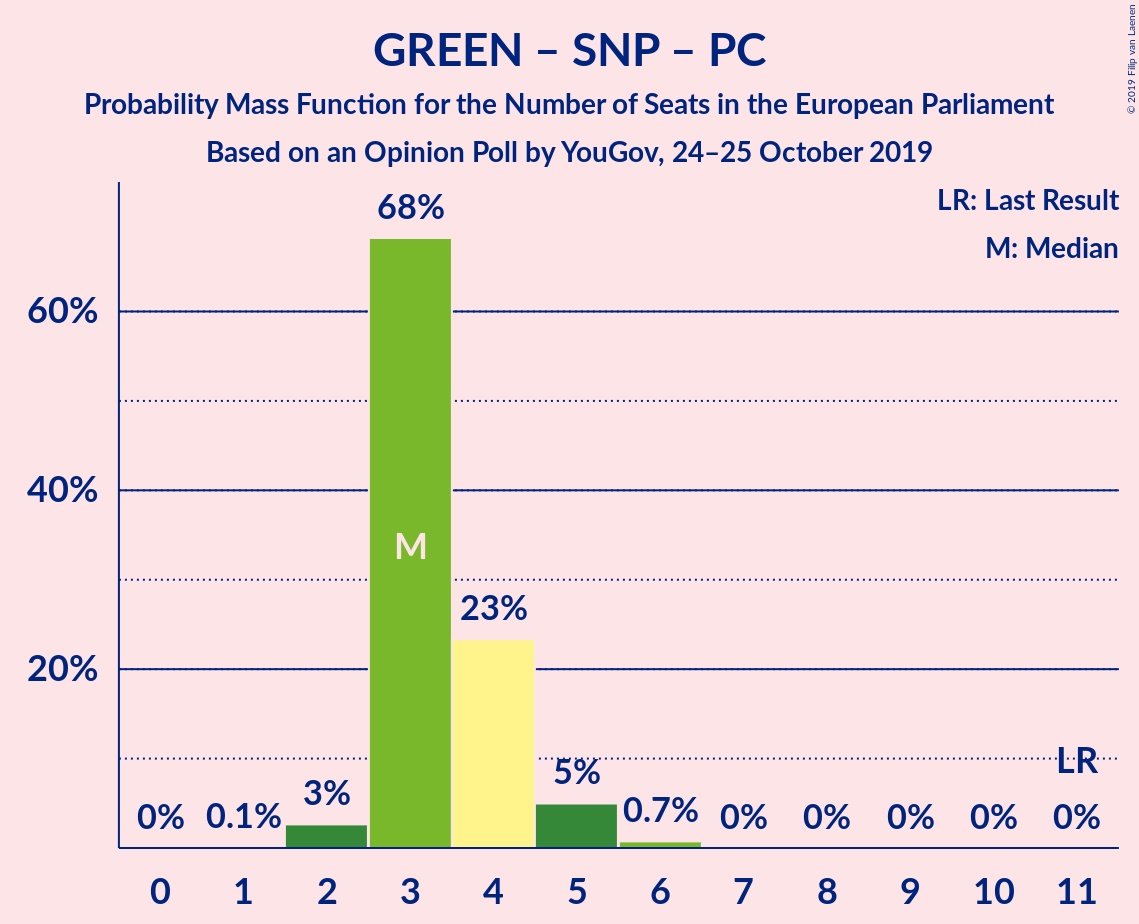 GREEN – SNP – PC
Probability Mass Function for the Number of Seats in the European Parliament
Based on an Opinion Poll by YouGov, 24–25 October 2019
© 2019 Filip van Laenen
LR: Last Result
M: Median
68%
60%
40%
M
23%
20%
LR
5%
3%
0% 0.1% 0.7% 0% 0% 0% 0% 0%
0 1 2 3 4 5 6 7 8 9 10 11